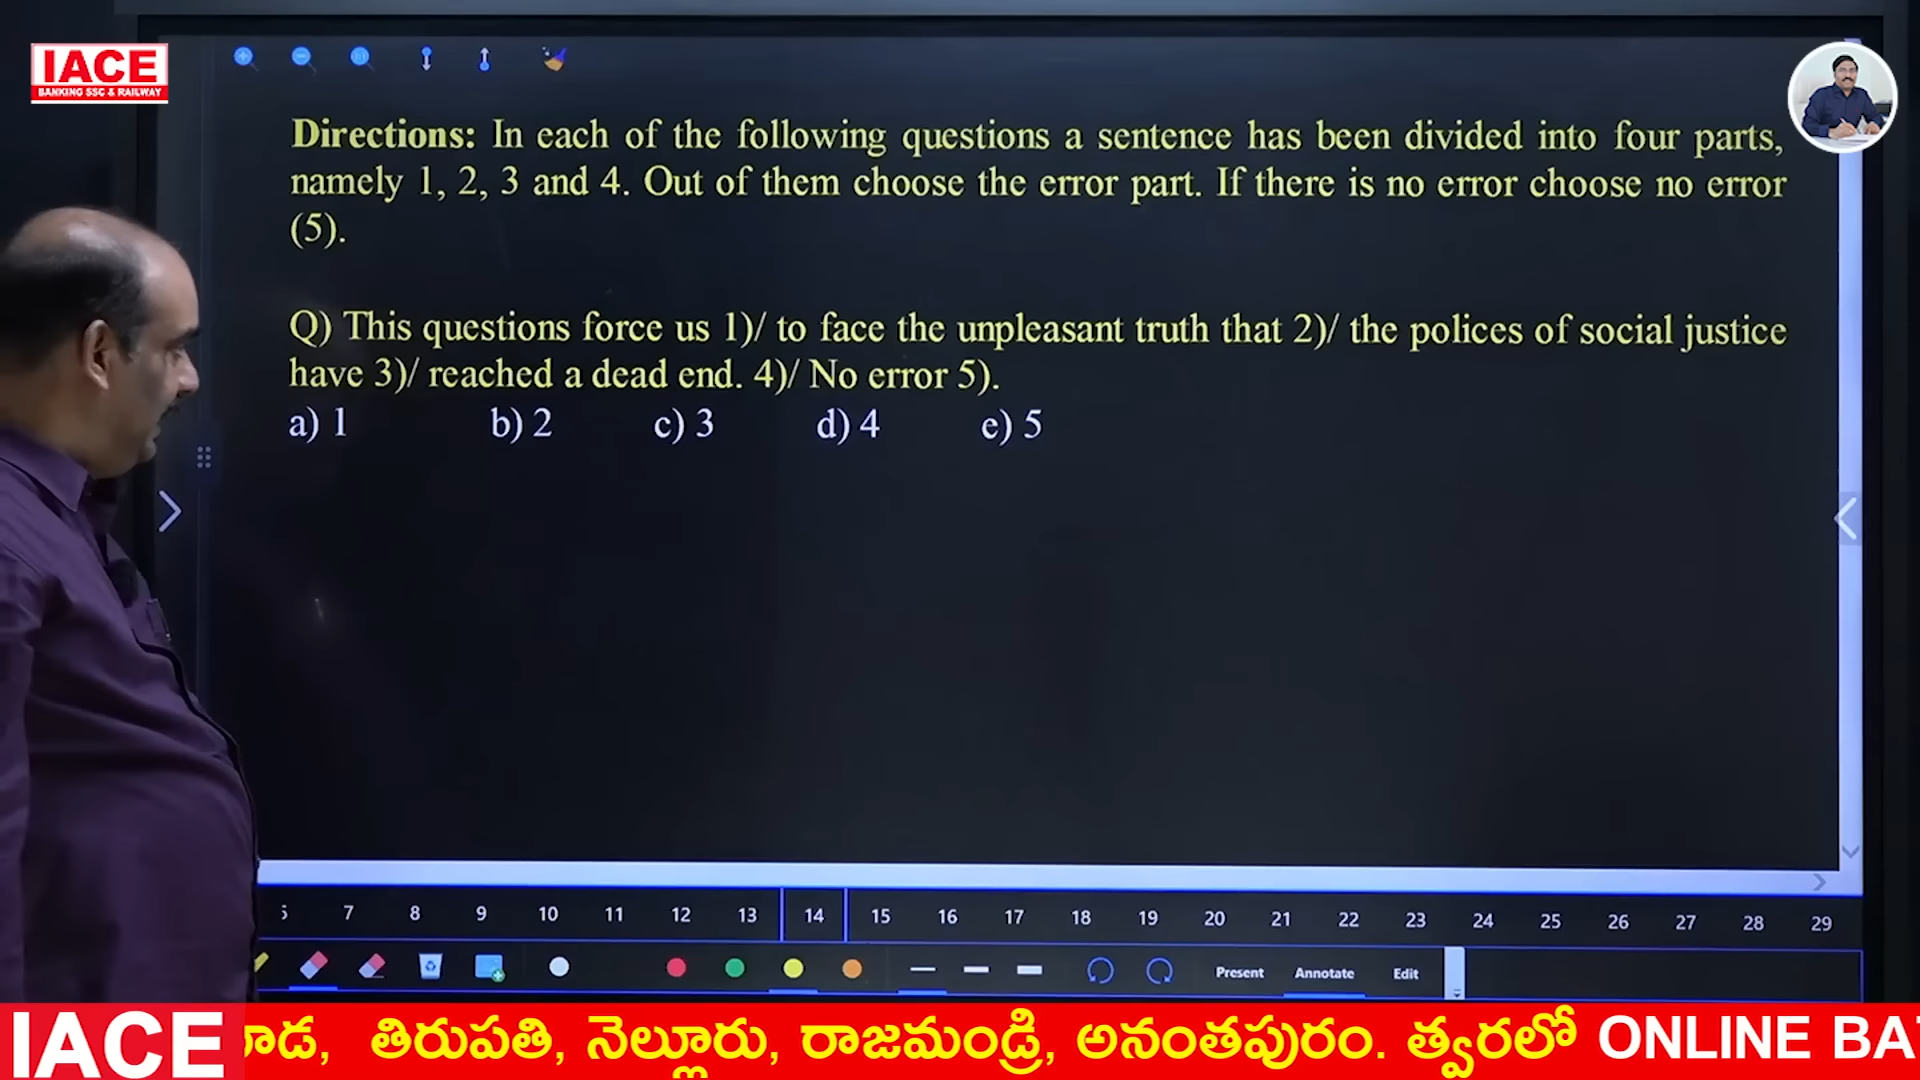 IACE
BANKING SSC & RAILWAY
Directions: In each of the following questions a sentence has been divided into four parts,
namely 1, 2, 3 and 4. Out of them choose the error part. If there is no error choose no error
(5).
Q) This questions force us 1)/ to face the unpleasant truth that 2)/ the polices of social justice
have 3)/ reached a dead end. 4)/ No error 5).
a) 1 b) 2 c) 3 d) 4 e) 5
7 8 9 10 11 12 13 14 15 16 17 18 19 20 21 22 23 24 25 26 27 28 29
Present Annotate Edit
IACE తిరుపతి, నెల్లూరు, రాజమండ్రి, అనంతపురం. త్వరలో ONLINE BA